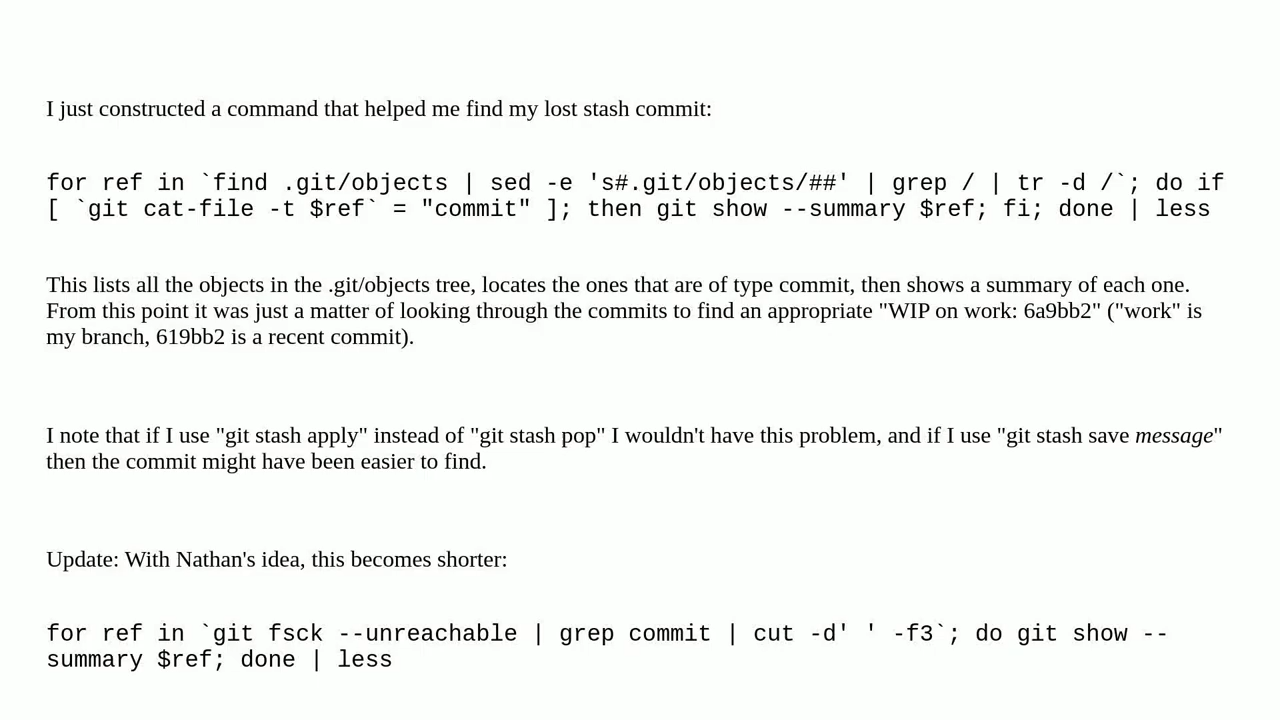 I just constructed a command that helped me find my lost stash commit:
for ref in `find .git/objects | sed -e 's#.git/objects/##' | grep / | tr -d /`; do if
[ `git cat-file -t $ref` = "commit" ]; then git show --summary $ref; fi; done | less
This lists all the objects in the .git/objects tree, locates the ones that are of type commit, then shows a summary of each one.
From this point it was just a matter of looking through the commits to find an appropriate "WIP on work: 6a9bb2" ("work" is
my branch, 619bb2 is a recent commit).
I note that if I use "git stash apply" instead of "git stash pop" I wouldn't have this problem, and if I use "git stash save message"
then the commit might have been easier to find.
Update: With Nathan's idea, this becomes shorter:
for ref in `git fsck --unreachable | grep commit | cut -d' ' -f3`; do git show --
summary $ref; done | less